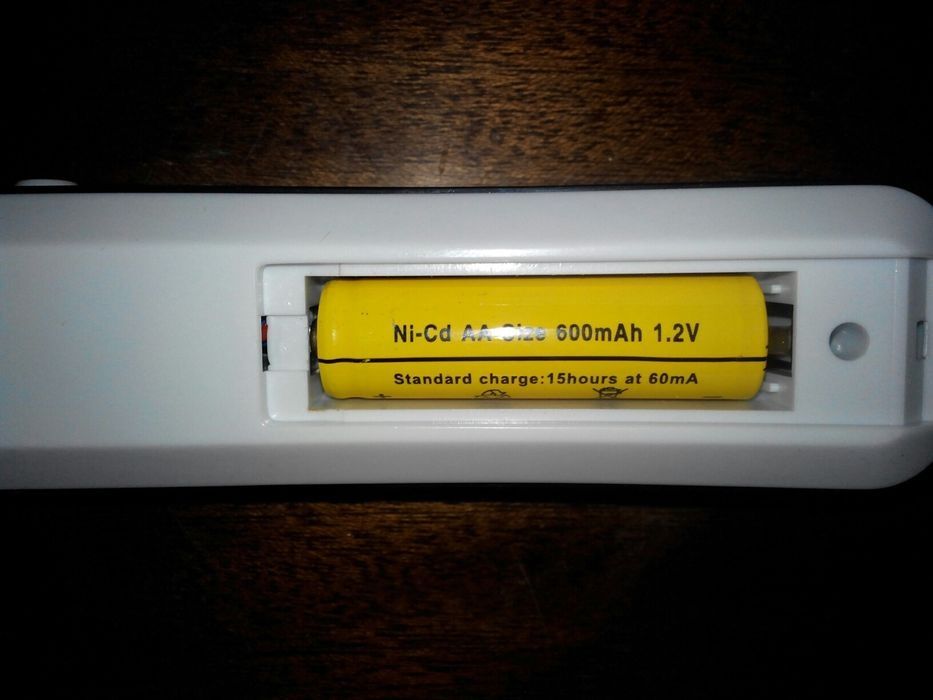 Ni-Cd AA Size 600mAh 1.2V
Standard charge:15hours at 60mA
+ −